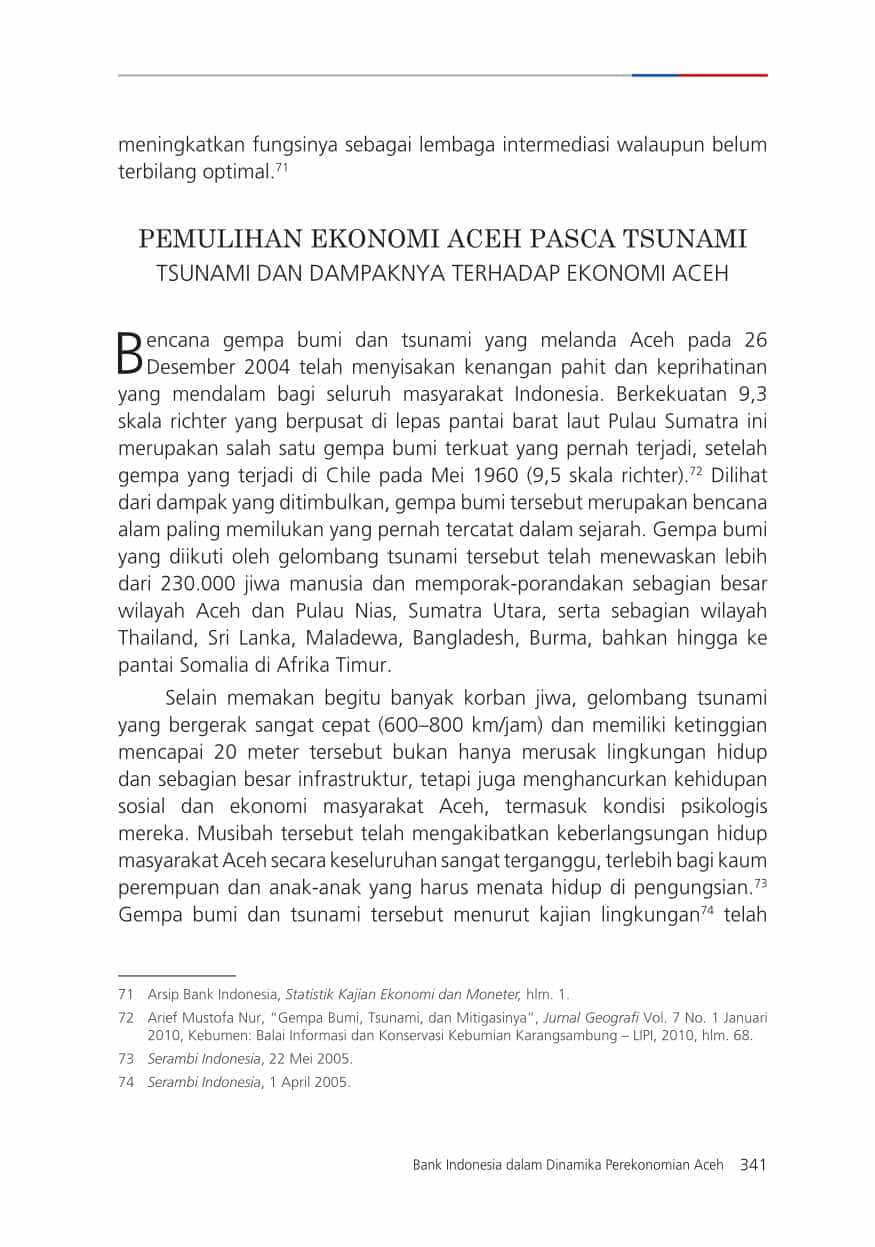 meningkatkan fungsinya sebagai lembaga intermediasi walaupun belum
terbilang optimal.71
PEMULIHAN EKONOMI ACEH PASCA TSUNAMI
TSUNAMI DAN DAMPAKNYA TERHADAP EKONOMI ACEH
Bencana gempa bumi dan tsunami yang melanda Aceh pada 26
Desember 2004 telah menyisakan kenangan pahit dan keprihatinan
yang mendalam bagi seluruh masyarakat Indonesia. Berkekuatan 9,3
skala richter yang berpusat di lepas pantai barat laut Pulau Sumatra ini
merupakan salah satu gempa bumi terkuat yang pernah terjadi, setelah
gempa yang terjadi di Chile pada Mei 1960 (9,5 skala richter).72 Dilihat
dari dampak yang ditimbulkan, gempa bumi tersebut merupakan bencana
alam paling memilukan yang pernah tercatat dalam sejarah. Gempa bumi
yang diikuti oleh gelombang tsunami tersebut telah menewaskan lebih
dari 230.000 jiwa manusia dan memporak-porandakan sebagian besar
wilayah Aceh dan Pulau Nias, Sumatra Utara, serta sebagian wilayah
Thailand, Sri Lanka, Maladewa, Bangladesh, Burma, bahkan hingga ke
pantai Somalia di Afrika Timur.
Selain memakan begitu banyak korban jiwa, gelombang tsunami
yang bergerak sangat cepat (600–800 km/jam) dan memiliki ketinggian
mencapai 20 meter tersebut bukan hanya merusak lingkungan hidup
dan sebagian besar infrastruktur, tetapi juga menghancurkan kehidupan
sosial dan ekonomi masyarakat Aceh, termasuk kondisi psikologis
mereka. Musibah tersebut telah mengakibatkan keberlangsungan hidup
masyarakat Aceh secara keseluruhan sangat terganggu, terlebih bagi kaum
perempuan dan anak-anak yang harus menata hidup di pengungsian.73
Gempa bumi dan tsunami tersebut menurut kajian lingkungan74 telah
71 Arsip Bank Indonesia, Statistik Kajian Ekonomi dan Moneter, hlm. 1.
72 Arief Mustofa Nur, “Gempa Bumi, Tsunami, dan Mitigasinya”, Jurnal Geografi Vol. 7 No. 1 Januari
2010, Kebumen: Balai Informasi dan Konservasi Kebumian Karangsambung – LIPI, 2010, hlm. 68.
73 Serambi Indonesia, 22 Mei 2005.
74 Serambi Indonesia, 1 April 2005.
Bank Indonesia dalam Dinamika Perekonomian Aceh 341